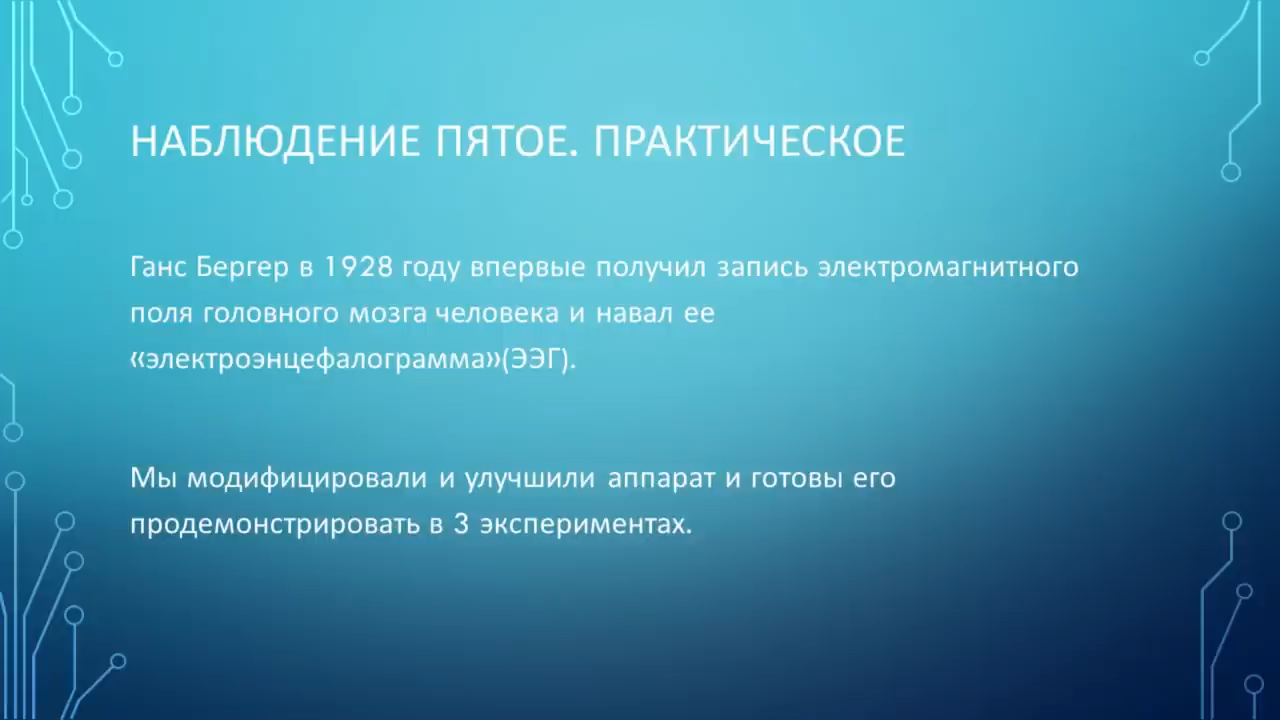 НАБЛЮДЕНИЕ ПЯТОЕ. ПРАКТИЧЕСКОЕ
Ганс Бергер в 1928 году впервые получил запись электромагнитного
поля головного мозга человека и навал ее
«электроэнцефалограмма»(ЭЭГ).
Мы модифицировали и улучшили аппарат и готовы его
продемонстрировать в 3 экспериментах.